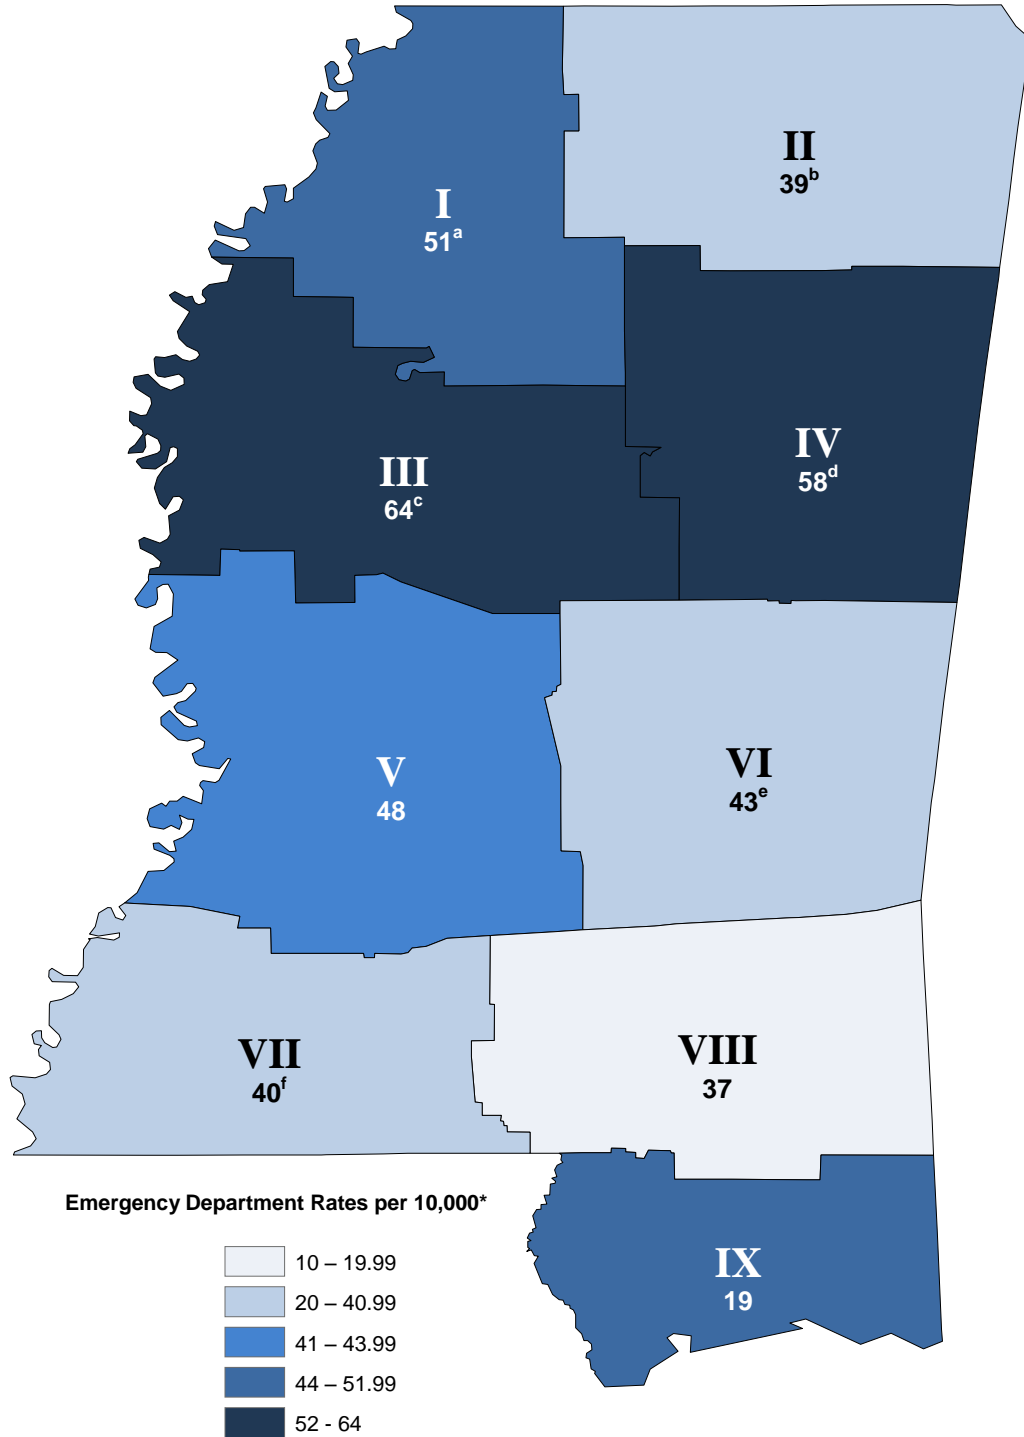 II
39b
I
51a
IV
58d
III
64c
VI
43e
V
48
VIII
37
VII
40f
Emergency Department Rates per 10,000*
IX
19
10 – 19.99
20 – 40.99
41 – 43.99
44 – 51.99
52 - 64